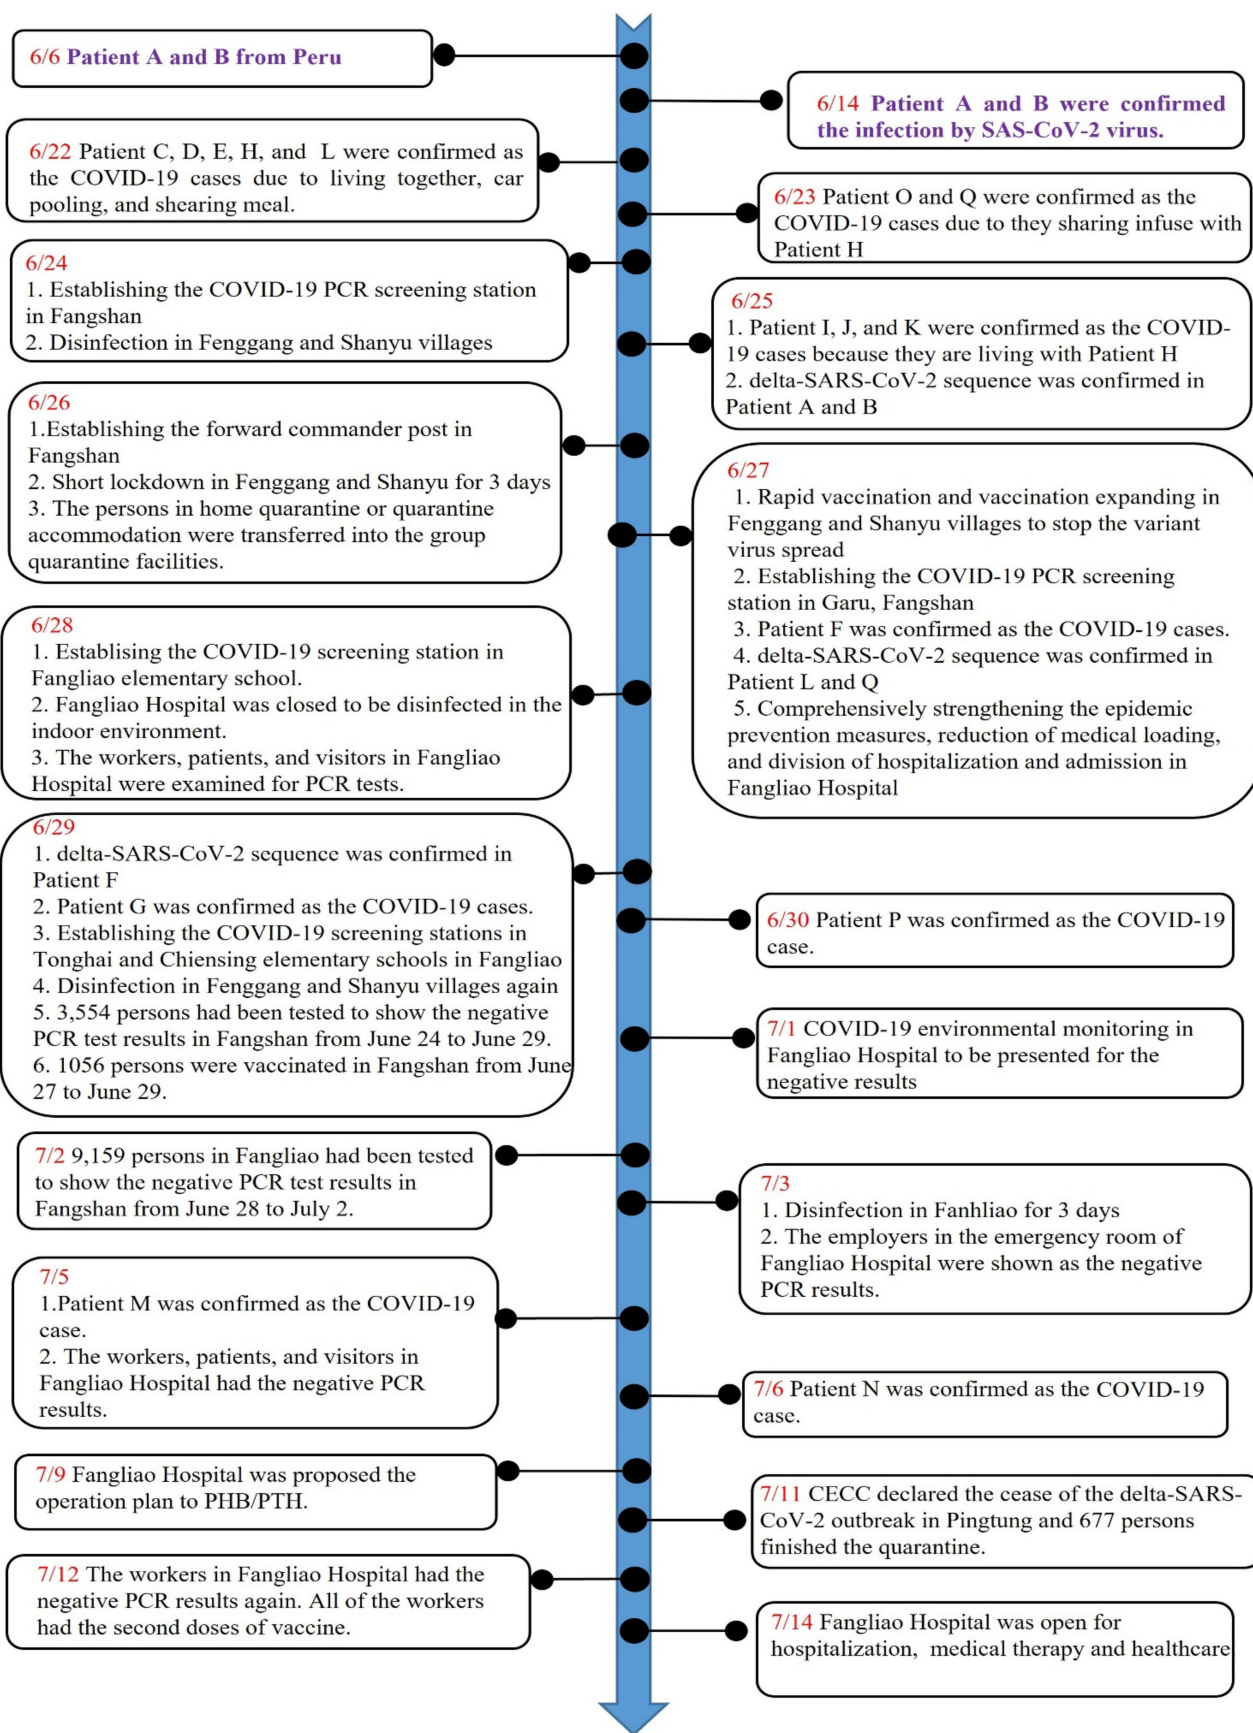 6/6 Patient A and B from Peru
6/14 Patient A and B were confirmed
the infection by SAS-CoV-2 virus.
6/22 Patient C, D, E, H, and L were confirmed as
the COVID-19 cases due to living together, car
pooling, and shearing meal.
6/23 Patient O and Q were confirmed as the
COVID-19 cases due to they sharing infuse with
Patient H
6/24
1. Establishing the COVID-19 PCR screening station
in Fangshan
2. Disinfection in Fenggang and Shanyu villages
6/25
1. Patient I, J, and K were confirmed as the COVID-
19 cases because they are living with Patient H
2. delta-SARS-CoV-2 sequence was confirmed in
Patient A and B
6/26
1.Establishing the forward commander post in
Fangshan
2. Short lockdown in Fenggang and Shanyu for 3 days
3. The persons in home quarantine or quarantine
accommodation were transferred into the group
quarantine facilities.
6/27
1. Rapid vaccination and vaccination expanding in
Fenggang and Shanyu villages to stop the variant
virus spread
2. Establishing the COVID-19 PCR screening
station in Garu, Fangshan
3. Patient F was confirmed as the COVID-19 cases.
4. delta-SARS-CoV-2 sequence was confirmed in
Patient L and Q
5. Comprehensively strengthening the epidemic
prevention measures, reduction of medical loading,
and division of hospitalization and admission in
Fangliao Hospital
6/28
1. Establising the COVID-19 screening station in
Fangliao elementary school.
2. Fangliao Hospital was closed to be disinfected in the
indoor environment.
3. The workers, patients, and visitors in Fangliao
Hospital were examined for PCR tests.
6/29
1. delta-SARS-CoV-2 sequence was confirmed in
Patient F
2. Patient G was confirmed as the COVID-19 cases.
3. Establishing the COVID-19 screening stations in
Tonghai and Chiensing elementary schools in Fangliao
4. Disinfection in Fenggang and Shanyu villages again
5. 3,554 persons had been tested to show the negative
PCR test results in Fangshan from June 24 to June 29.
6. 1056 persons were vaccinated in Fangshan from June
27 to June 29.
6/30 Patient P was confirmed as the COVID-19
case.
7/1 COVID-19 environmental monitoring in
Fangliao Hospital to be presented for the
negative results
7/2 9,159 persons in Fangliao had been tested
to show the negative PCR test results in
Fangshan from June 28 to July 2.
7/3
1. Disinfection in Fanhliao for 3 days
2. The employers in the emergency room of
Fangliao Hospital were shown as the negative
PCR results.
7/5
1.Patient M was confirmed as the COVID-19
case.
2. The workers, patients, and visitors in
Fangliao Hospital had the negative PCR
results.
7/6 Patient N was confirmed as the COVID-19
case.
7/9 Fangliao Hospital was proposed the
operation plan to PHB/PTH.
7/11 CECC declared the cease of the delta-SARS-
CoV-2 outbreak in Pingtung and 677 persons
finished the quarantine.
7/12 The workers in Fangliao Hospital had the
negative PCR results again. All of the workers
had the second doses of vaccine.
7/14 Fangliao Hospital was open for
hospitalization, medical therapy and healthcare.